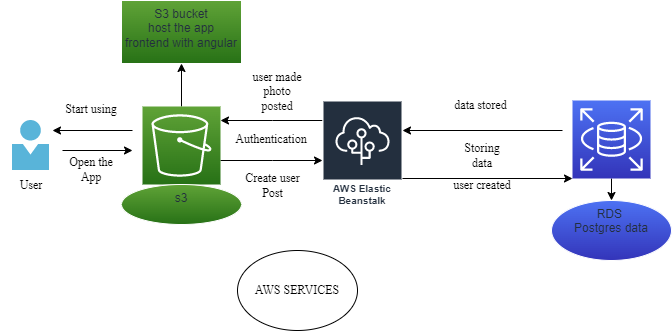 S3 bucket
host the app
frontend with angular
user made
photo
posted
Start using
data stored
Authentication
Storing
data
Open the
App
Create user
Post
User
s3
AWS Elastic
Beanstalk
user created
RDS
Postgres data
AWS SERVICES